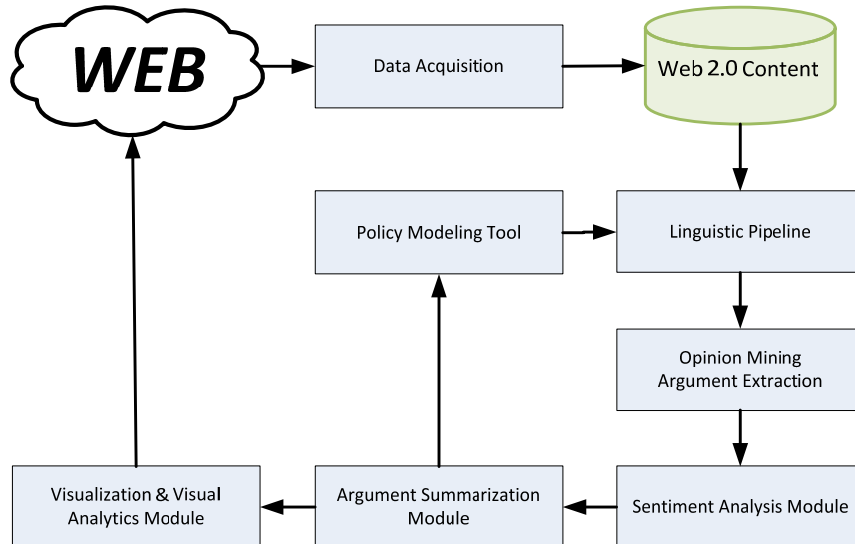 WEB
Data Acquisition
Web 2.0 Content
Policy Modeling Tool
Linguistic Pipeline
Opinion Mining
Argument Extraction
Visualization & Visual
Analytics Module
Argument Summarization
Module
Sentiment Analysis Module